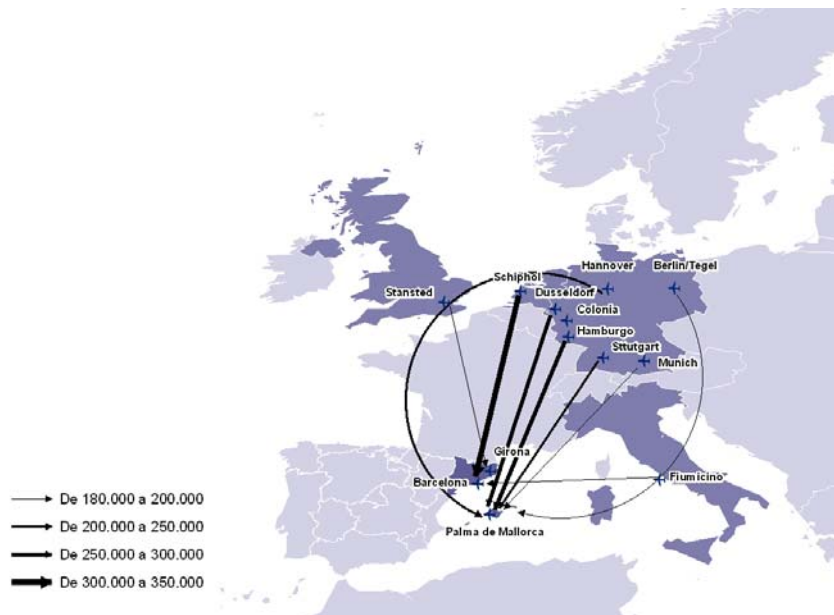 Schiphol
Hannover
Berlin/Tegel
Stansted
Dusseldorf
Colonia
Hamburgo
Sttutgart
Munich
Girona
Barcelona
Fiumicino
Palma de Mallorca
De 180.000 a 200.000
De 200.000 a 250.000
De 250.000 a 300.000
De 300.000 a 350.000